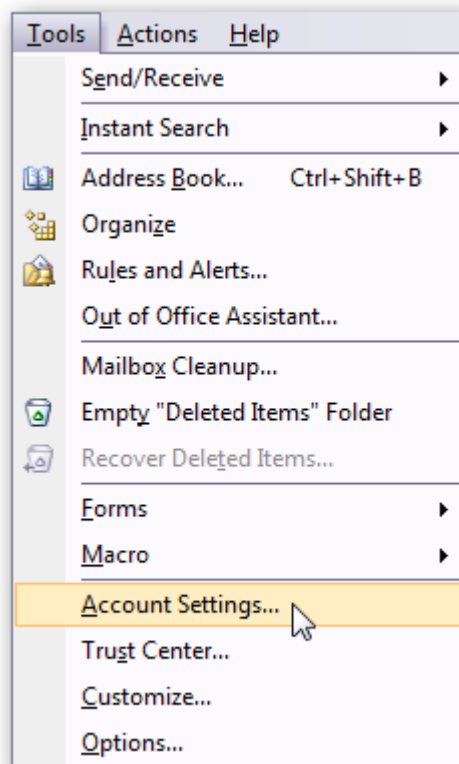 Tools Actions Help
Send/Receive
Instant Search
Address Book... Ctrl+Shift+B
Organize
Rules and Alerts...
Out of Office Assistant...
Mailbox Cleanup...
Empty "Deleted Items" Folder
Recover Deleted Items...
Forms
Macro
Account Settings...
Trust Center...
Customize...
Options...